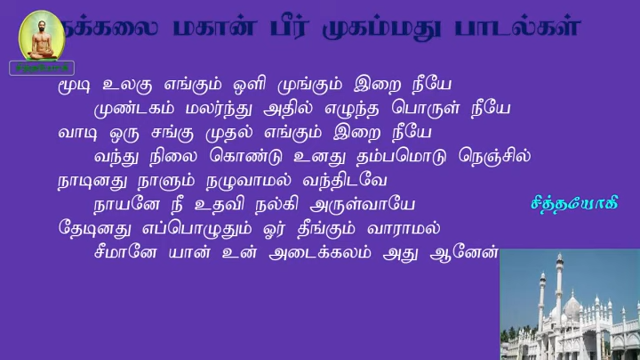 தக்கலை மகான் பீர் முகம்மது பாடல்கள்
சித்தயோகி
மூடி உலகு எங்கும் ஒளி முங்கும் இறை நீயே
முண்டகம் மலர்ந்து அதில் எழுந்த பொருள் நீயே
வாடி ஒரு சங்கு முதல் எங்கும் இறை நீயே
வந்து நிலை கொண்டு உனது தம்பமொடு நெஞ்சில்
நாடினது நாளும் நழுவாமல் வந்திடவே
நாயனே நீ உதவி நல்கி அருள்வாயே
சித்தயோகி
தேடினது எப்பொழுதும் ஓர் தீங்கும் வாராமல்
சீமானே யான் உன் அடைக்கலம் அது ஆனேன்